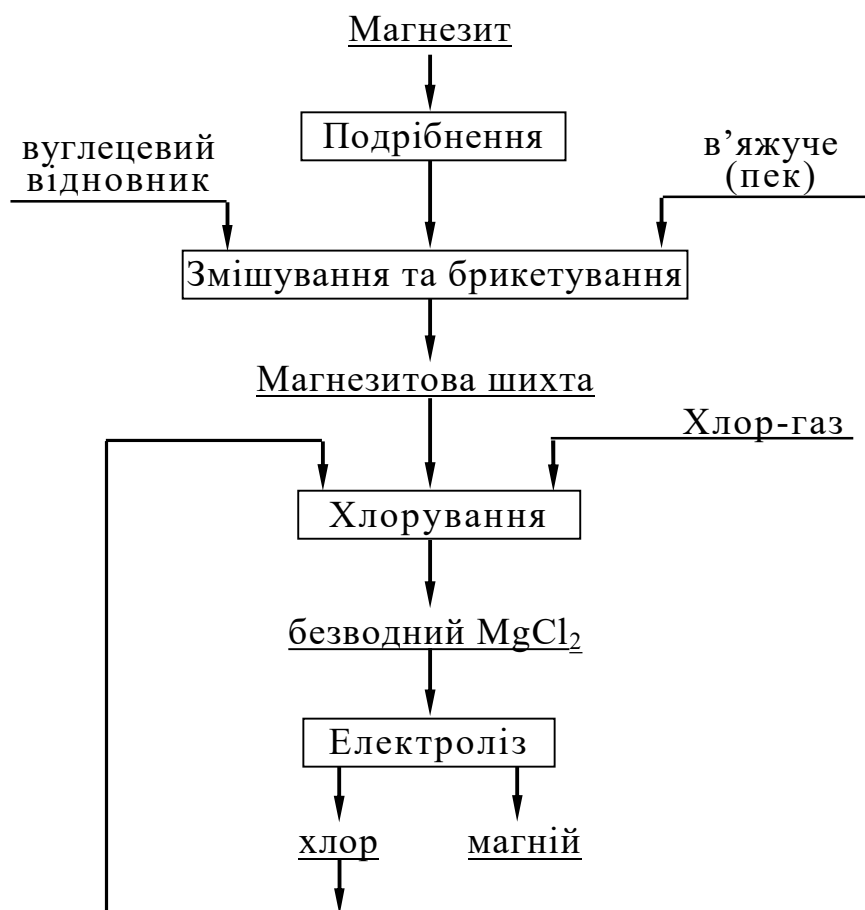 Магнезит
Подрібнення
вуглецевий
відновник
в’яжуче
(пек)
Змішування та брикетування
Магнезитова шихта
Хлор-газ
Хлорування
безводний MgCl₂
Електроліз
хлор
магній